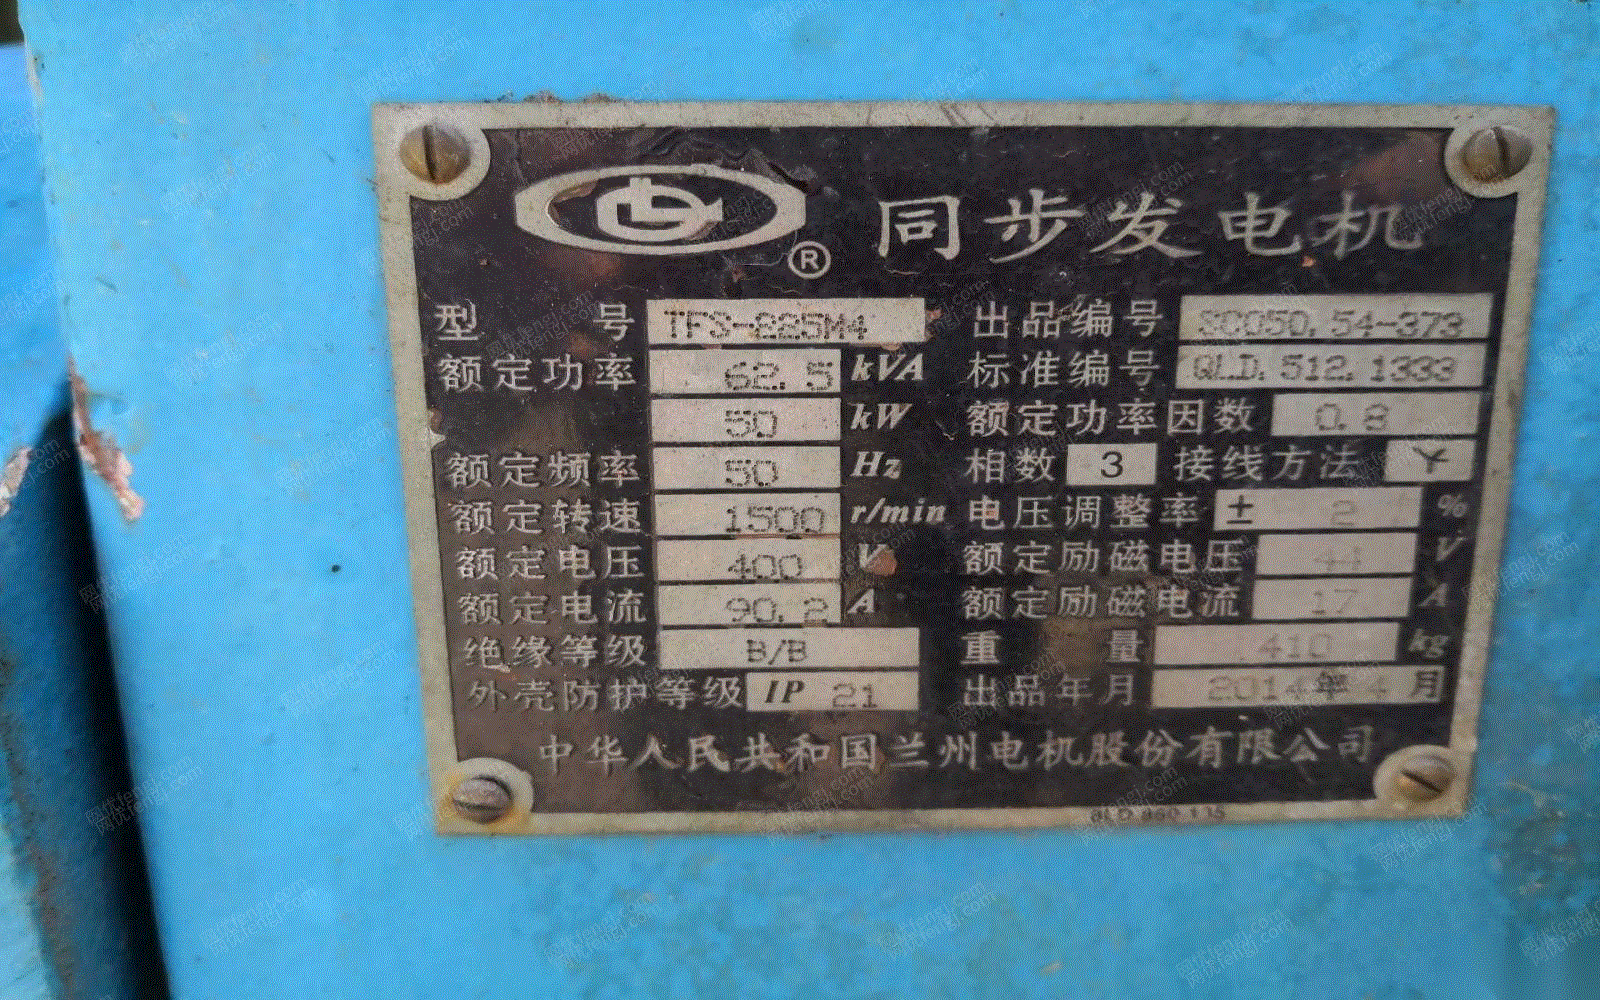 ®
同步发电机
型号 TFS-225M4 出品编号
额定功率 62.5 kVA 标准编号 QLD.512.1333
50 kW 额定功率因数 0.8
额定频率 50 Hz 相数 3 接线方法 Y
额定转速 1500 r/min 电压调整率 ± 2 %
额定电压 400 V 额定励磁电压 44 V
额定电流 90.2 A 额定励磁电流 17 A
绝缘等级 B/B 重量 410 kg
外壳防护等级 IP 21 出品年月 2014年 4月
中华人民共和国兰州电机股份有限公司